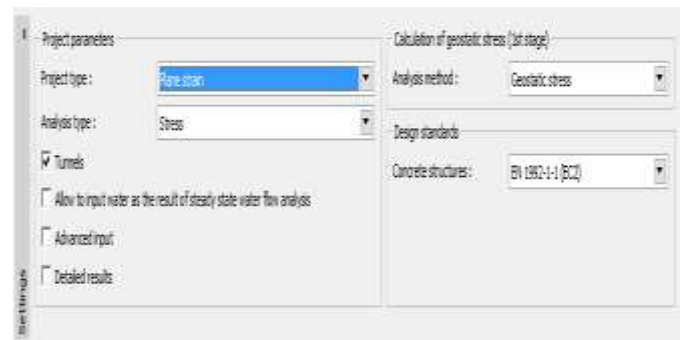 Project parameters
Project type :
Plane strain
Analysis type :
Stress
Tunnels
Allow to input water as the result of steady state water flow analysis
Advanced input
Detailed results
Calculation of geostatic stress (1st stage)
Analysis method :
Geostatic stress
Design standards
Concrete structures :
EN 1992-1-1 (EC2)
Settings